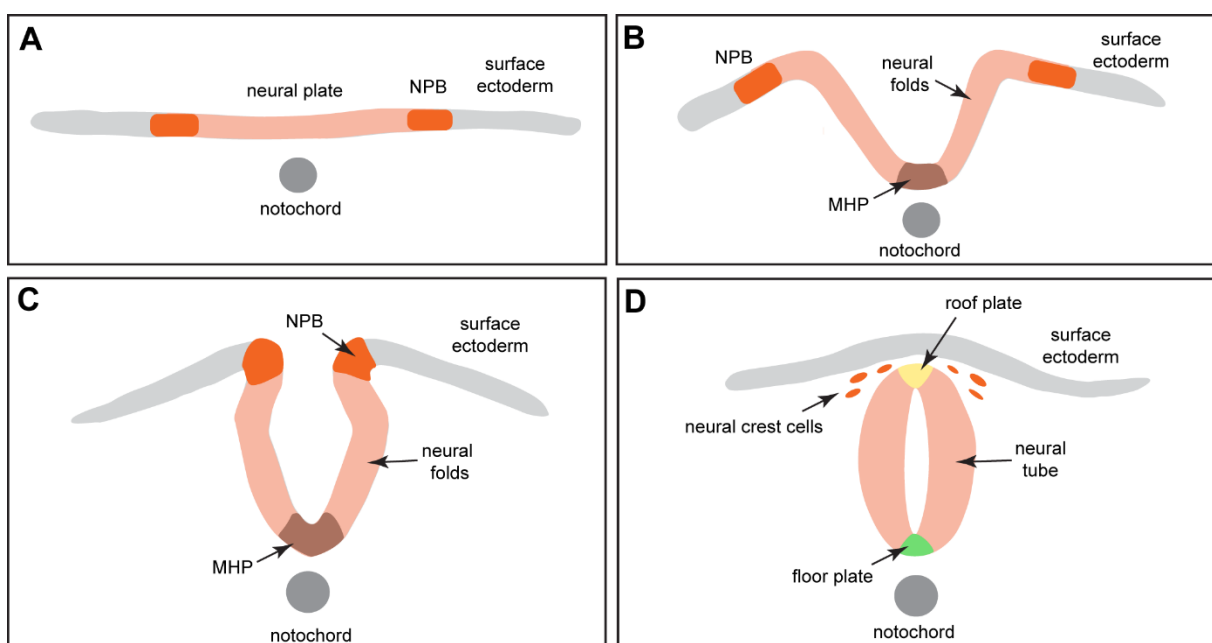 A
neural plate
NPB
surface
ectoderm
notochord
B
NPB
neural
folds
surface
ectoderm
MHP
notochord
C
NPB
surface
ectoderm
neural
folds
MHP
notochord
D
roof plate
surface
ectoderm
neural crest cells
neural
tube
floor plate
notochord